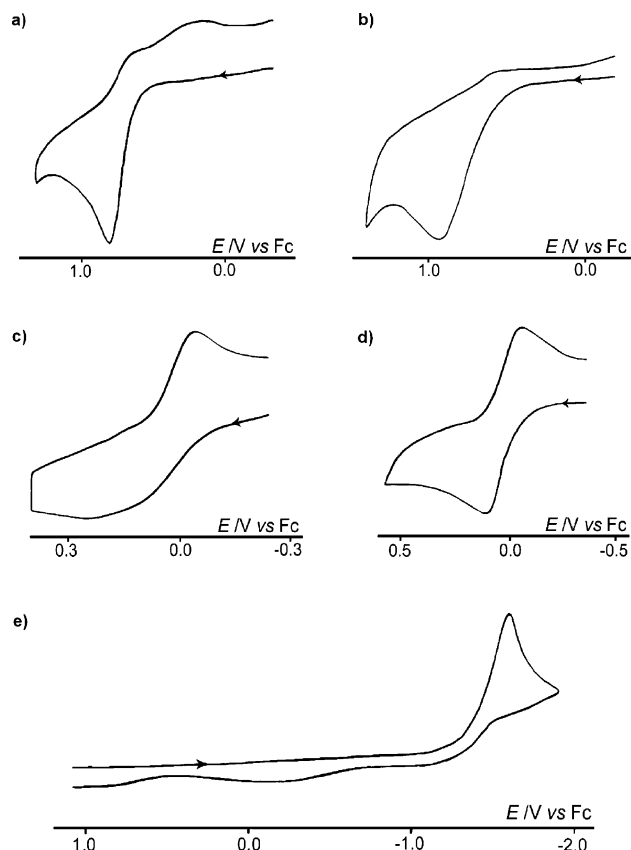 a)
b)
E /V vs Fc
1.0 0.0
E /V vs Fc
1.0 0.0
c)
d)
E /V vs Fc
0.3 0.0 -0.3
E /V vs Fc
0.5 0.0 -0.5
e)
E /V vs Fc
1.0 0.0 -1.0 -2.0